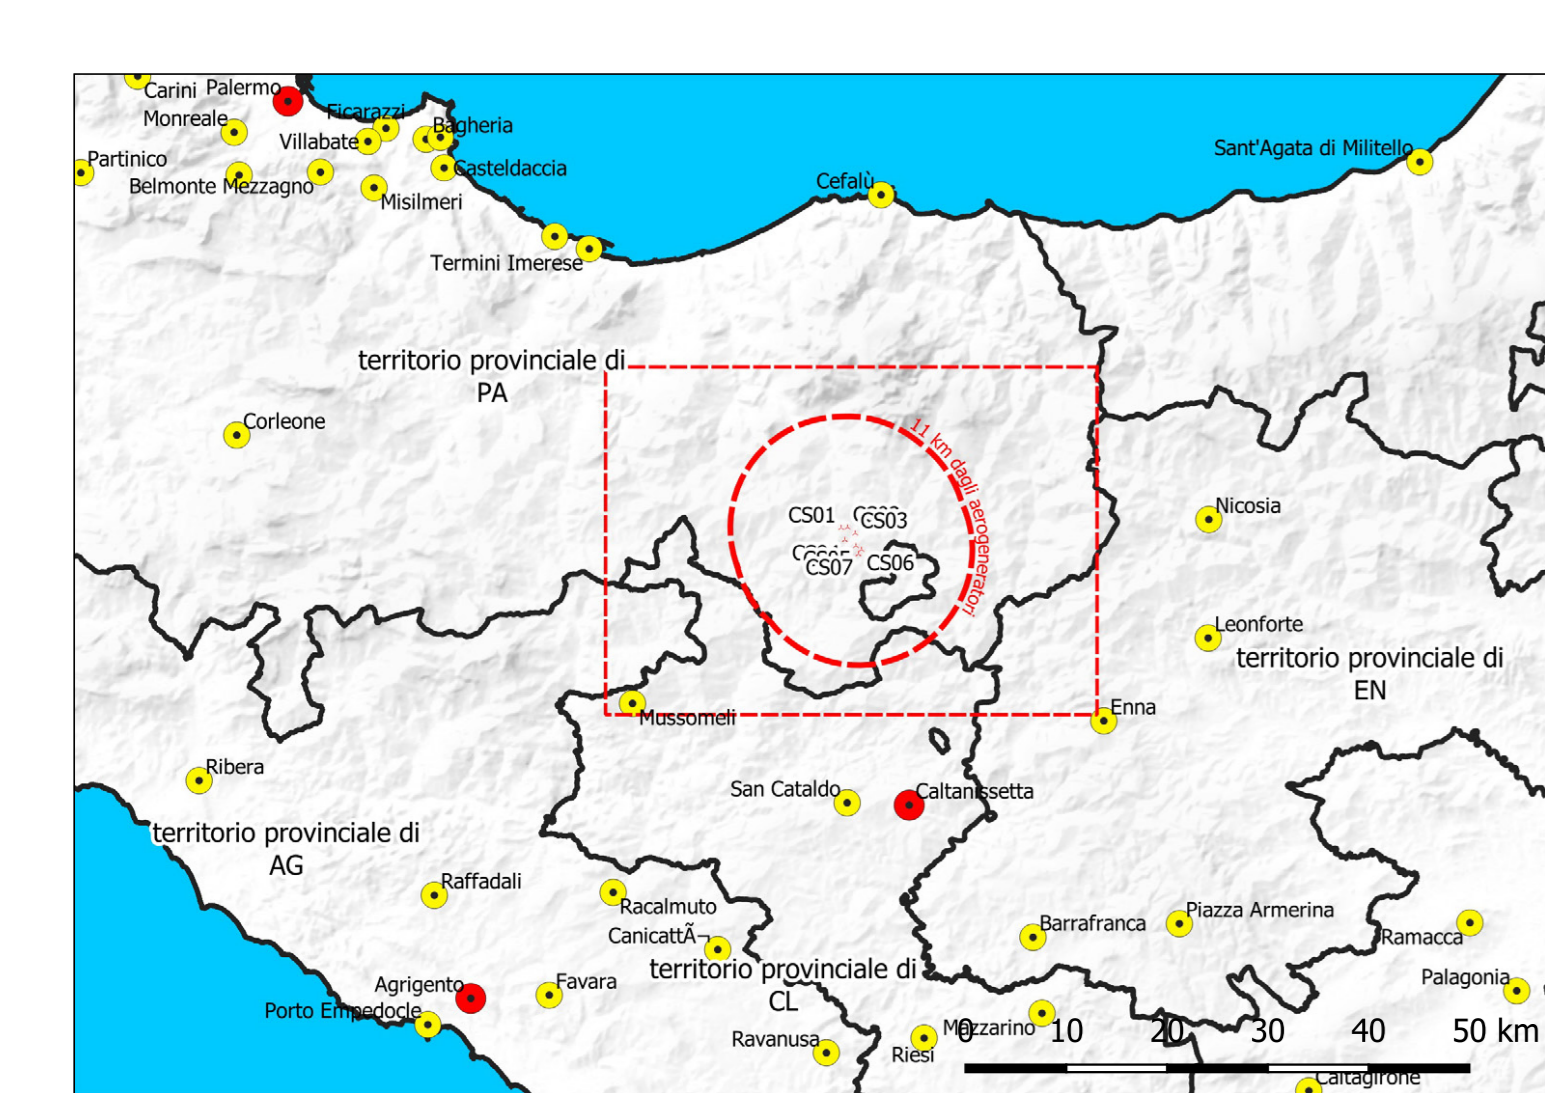 Carini
Palermo
Monreale
Ficarazzi
Villabate
Bagheria
Partinico
Belmonte Mezzagno
Casteldaccia
Misilmeri
Sant'Agata di Militello
Cefalù
Termini Imerese
territorio provinciale di
PA
Corleone
11 km dagli aerogeneratori
CS01
CS03
CS06
CS07
Nicosia
Leonforte
territorio provinciale di
EN
Mussomeli
Enna
Ribera
San Cataldo
Caltanissetta
territorio provinciale di
AG
Raffadali
Racalmuto
CanicattÃ¬
Barrafranca
Piazza Armerina
Ramacca
territorio provinciale di
CL
Agrigento
Favara
Palagonia
Porto Empedocle
Ravanusa
Riesi
Mazzarino
0 10 20 30 40 50 km
Caltagirone